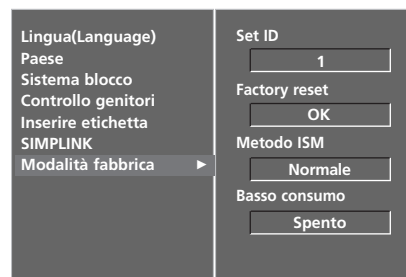 Lingua(Language)
Paese
Sistema blocco
Controllo genitori
Inserire etichetta
SIMPLINK
Modalità fabbrica ►
Set ID
1
Factory reset
OK
Metodo ISM
Normale
Basso consumo
Spento